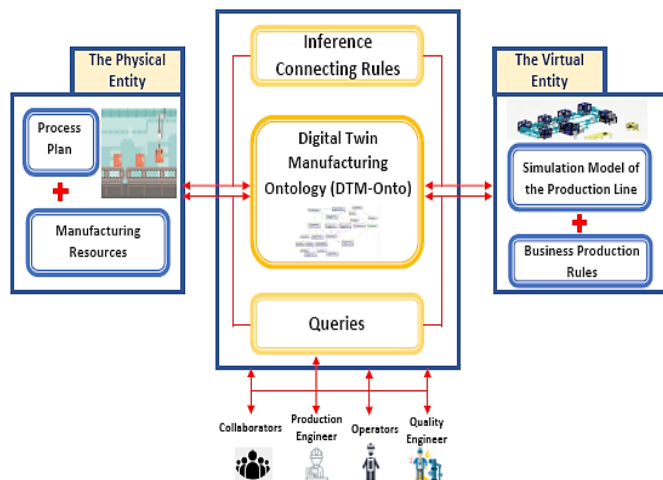 The Physical
Entity
Process
Plan
Manufacturing
Resources
Inference
Connecting Rules
Digital Twin
Manufacturing
Ontology (DTM-Onto)
Queries
The Virtual
Entity
Simulation Model of
the Production Line
Business Production
Rules
Collaborators
Production
Engineer
Operators
Quality
Engineer